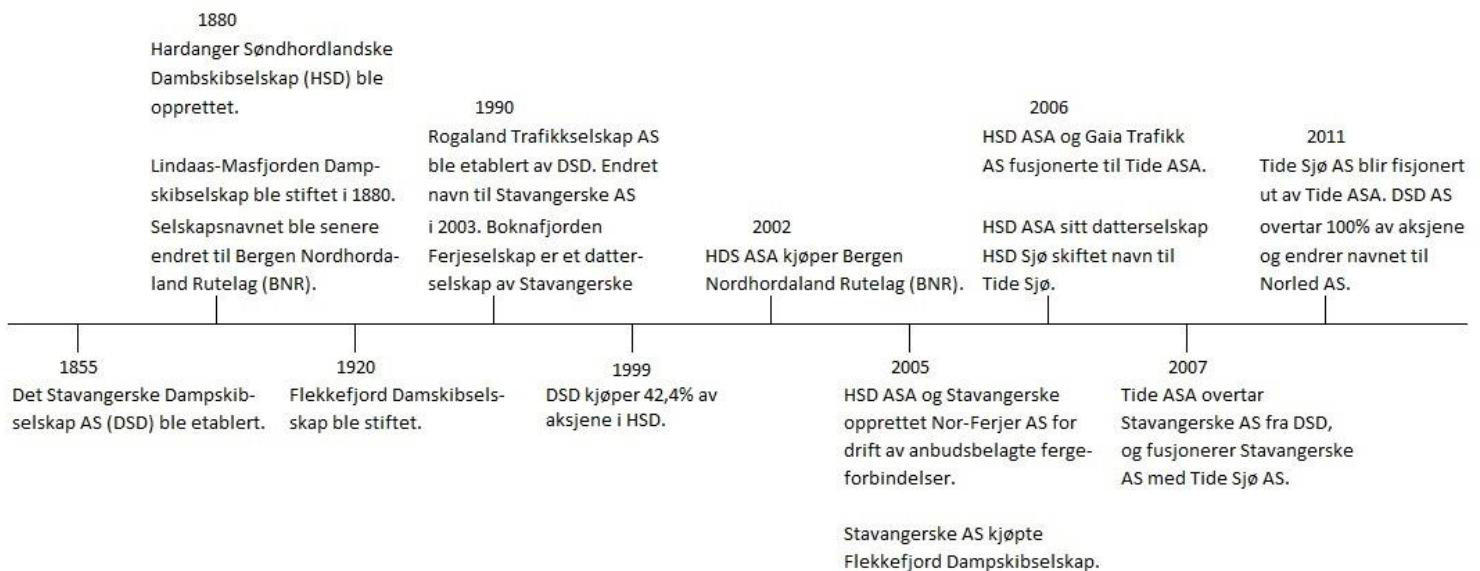 1880
Hardanger Søndhordlandske
Dambskibselskap (HSD) ble
opprettet.
Lindaas-Masfjorden Damp-
skibselskap ble stiftet i 1880.
Selskapsnavnet ble senere
endret til Bergen Nordhorda-
land Rutelag (BNR).
1990
Rogaland Trafikkselskap AS
ble etablert av DSD. Endret
navn til Stavangerske AS
i 2003. Boknafjorden
Ferjeselskap er et datter-
selskap av Stavangerske
2002
HDS ASA kjøper Bergen
Nordhordaland Rutelag (BNR).
2006
HSD ASA og Gaia Trafikk
AS fusjonerte til Tide ASA.
HSD ASA sitt datterselskap
HSD Sjø skiftet navn til
Tide Sjø.
2011
Tide Sjø AS blir fisjonert
ut av Tide ASA. DSD AS
overtar 100% av aksjene
og endrer navnet til
Norled AS.
1855
Det Stavangerske Dampskib-
selskap AS (DSD) ble etablert.
1920
Flekkefjord Damskibsels-
skap ble stiftet.
1999
DSD kjøper 42,4% av
aksjene i HSD.
2005
HSD ASA og Stavangerske
opprettet Nor-Ferjer AS for
drift av anbudsbelagte ferge-
forbindelser.
Stavangerske AS kjøpte
Flekkefjord Dampskibselskap.
2007
Tide ASA overtar
Stavangerske AS fra DSD,
og fusjonerer Stavangerske
AS med Tide Sjø AS.